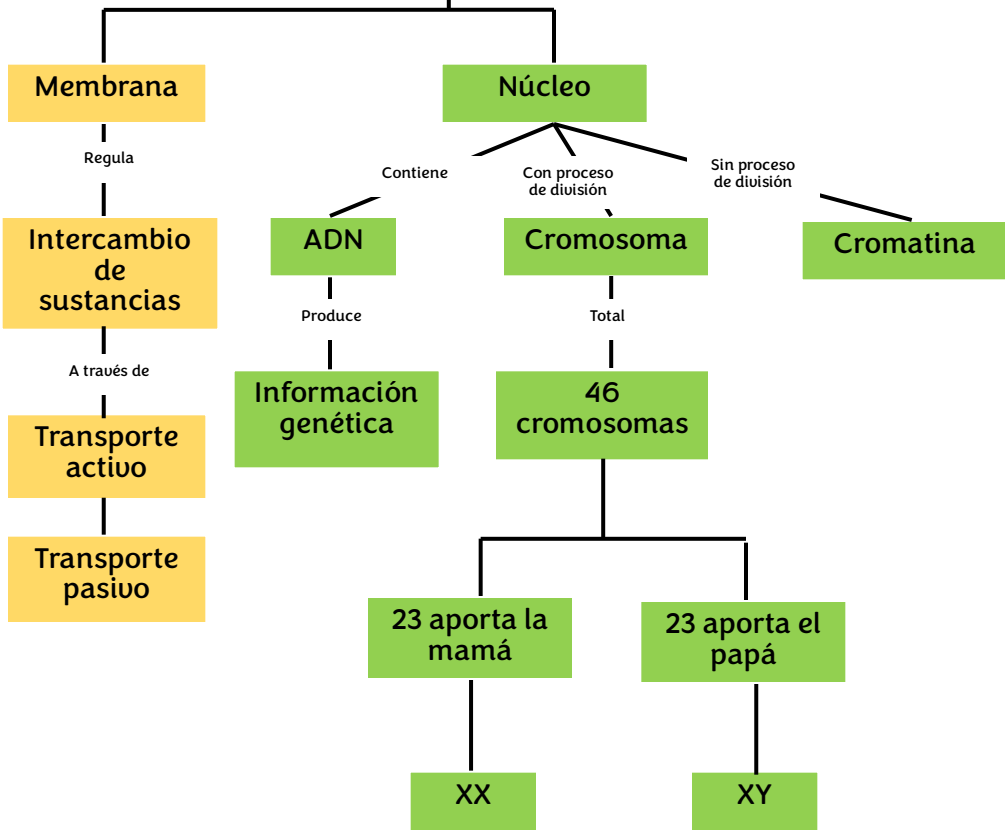 Membrana
Núcleo
Regula
Contiene
Con proceso
de división
Sin proceso
de división
Intercambio
de
sustancias
ADN
Cromosoma
Cromatina
Produce
Total
A través de
Información
genética
46
cromosomas
Transporte
activo
Transporte
pasivo
23 aporta la
mamá
23 aporta el
papá
XX
XY